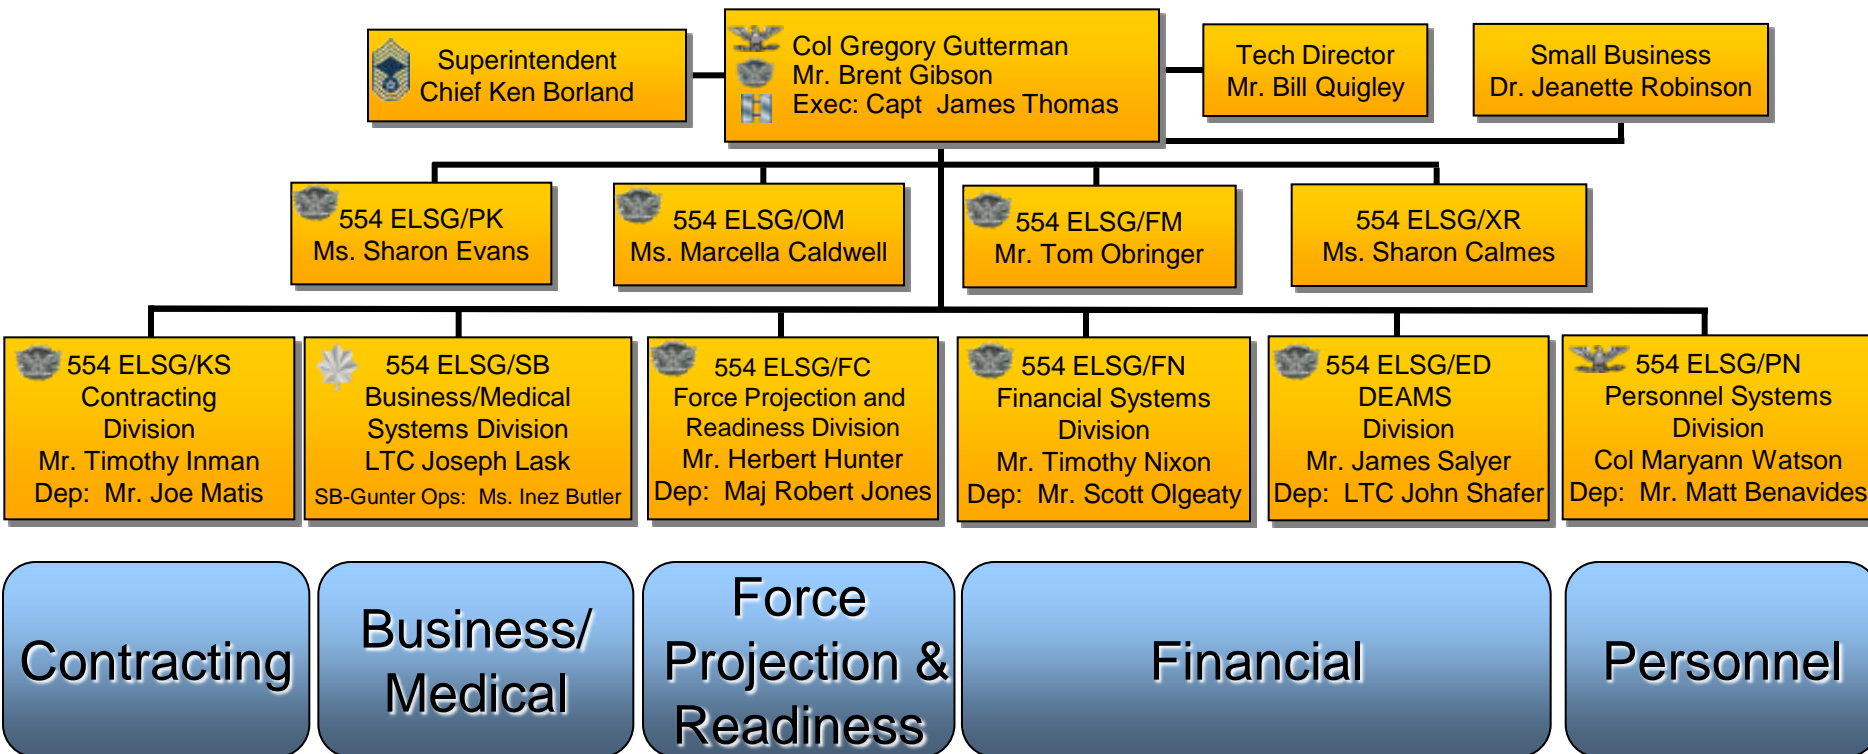 Superintendent
Chief Ken Borland
Col Gregory Gutterman
Mr. Brent Gibson
Exec: Capt  James Thomas
Tech Director
Mr. Bill Quigley
Small Business
Dr. Jeanette Robinson
554 ELSG/PK
Ms. Sharon Evans
554 ELSG/OM
Ms. Marcella Caldwell
554 ELSG/FM
Mr. Tom Obringer
554 ELSG/XR
Ms. Sharon Calmes
554 ELSG/KS
Contracting
Division
Mr. Timothy Inman
Dep:  Mr. Joe Matis
554 ELSG/SB
Business/Medical
Systems Division
LTC Joseph Lask
SB-Gunter Ops:  Ms. Inez Butler
554 ELSG/FC
Force Projection and
Readiness Division
Mr. Herbert Hunter
Dep:  Maj Robert Jones
554 ELSG/FN
Financial Systems
Division
Mr. Timothy Nixon
Dep:  Mr. Scott Olgeaty
554 ELSG/ED
DEAMS
Division
Mr. James Salyer
Dep:  LTC John Shafer
554 ELSG/PN
Personnel Systems
Division
Col Maryann Watson
Dep:  Mr. Matt Benavides
Contracting
Business/
Medical
Force
Projection &
Readiness
Financial
Personnel